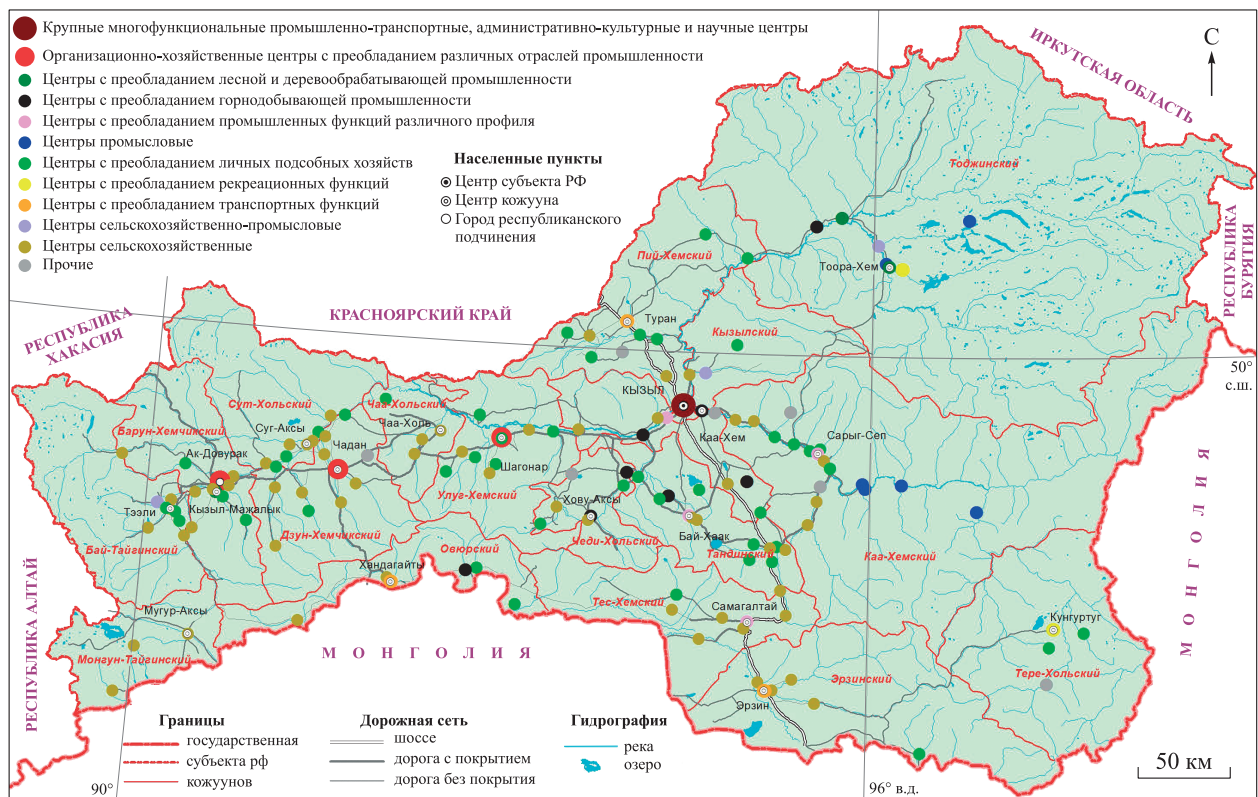 Крупные многофункциональные промышленно-транспортные, административно-культурные и научные центры
Организационно-хозяйственные центры с преобладанием различных отраслей промышленности
Центры с преобладанием лесной и деревообрабатывающей промышленности
Центры с преобладанием горнодобывающей промышленности
Центры с преобладанием промышленных функций различного профиля
Центры промысловые
Центры с преобладанием личных подсобных хозяйств
Центры с преобладанием рекреационных функций
Центры с преобладанием транспортных функций
Центры сельскохозяйственно-промысловые
Центры сельскохозяйственные
Прочие
Населенные пункты
Центр субъекта РФ
Центр кожууна
Город республиканского
подчинения
С
ИРКУТСКАЯ ОБЛАСТЬ
РЕСПУБЛИКА
БУРЯТИЯ
КРАСНОЯРСКИЙ КРАЙ
РЕСПУБЛИКА
ХАКАСИЯ
РЕСПУБЛИКА АЛТАЙ
МОНГОЛИЯ
МОНГОЛИЯ
50°
с.ш.
Тоджинский
Тоора-Хем
Пий-Хемский
Туран
Кызылский
КЫЗЫЛ
Каа-Хем
Сарыг-Сеп
Сут-Хольский
Чаа-Хольский
Чаа-Холь
Суг-Аксы
Чадан
Барун-Хемчикский
Ак-Довурак
Шагонар
Улуг-Хемский
Хову-Аксы
Тээли
Кызыл-Мажалык
Бай-Тайгинский
Дзун-Хемчикский
Чеди-Хольский
Бай-Хаак
Тандинский
Каа-Хемский
Овюрский
Хандагайты
Тес-Хемский
Самагалтай
Мугур-Аксы
Монгун-Тайгинский
Кунгуртуг
Тере-Хольский
Эрзинский
Эрзин
Границы
государственная
субъекта рф
кожуунов
Дорожная сеть
шоссе
дорога с покрытием
дорога без покрытия
Гидрография
река
озеро
50 км
90°
96° в.д.